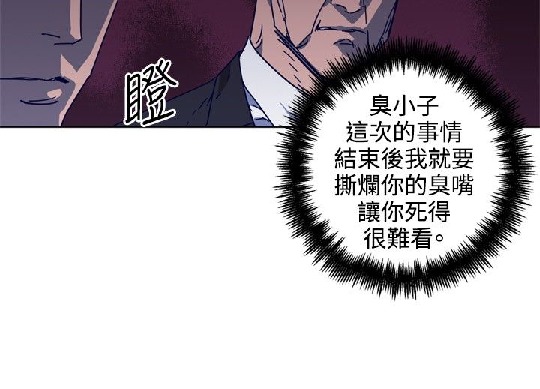 瞪
臭小子
這次的事情
結束後我就要
撕爛你的臭嘴
讓你死得
很難看。